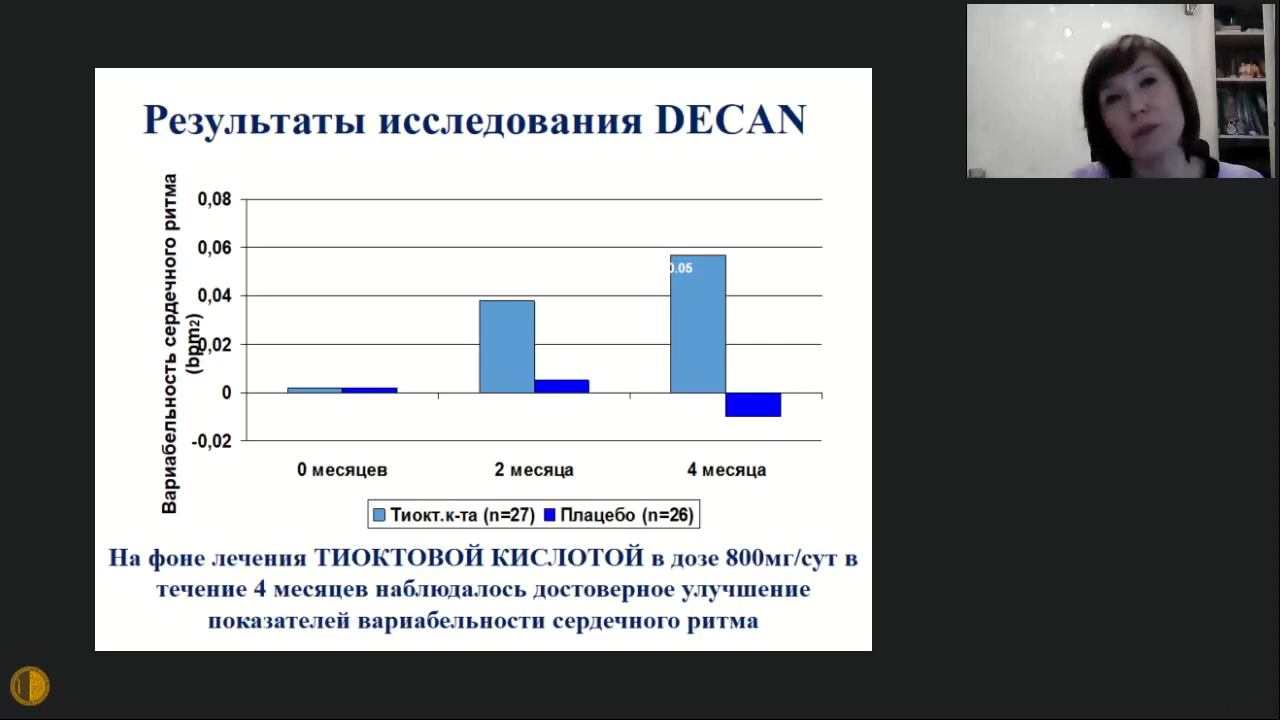 Результаты исследования DECAN
Вариабельность сердечного ритма
(bpm2)
0,08
0,06
0,04
0,02
0
-0,02
0.05
0 месяцев
2 месяца
4 месяца
Тиокт.к-та (n=27) Плацебо (n=26)
На фоне лечения ТИОКТОВОЙ КИСЛОТОЙ в дозе 800мг/сут в
течение 4 месяцев наблюдалось достоверное улучшение
показателей вариабельности сердечного ритма